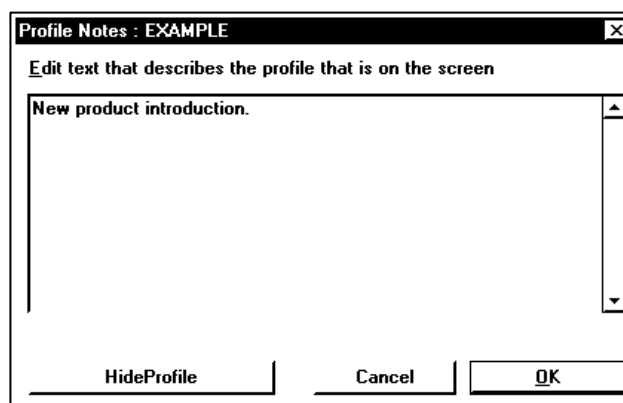 Profile Notes : EXAMPLE
Edit text that describes the profile that is on the screen
New product introduction.
HideProfile Cancel OK